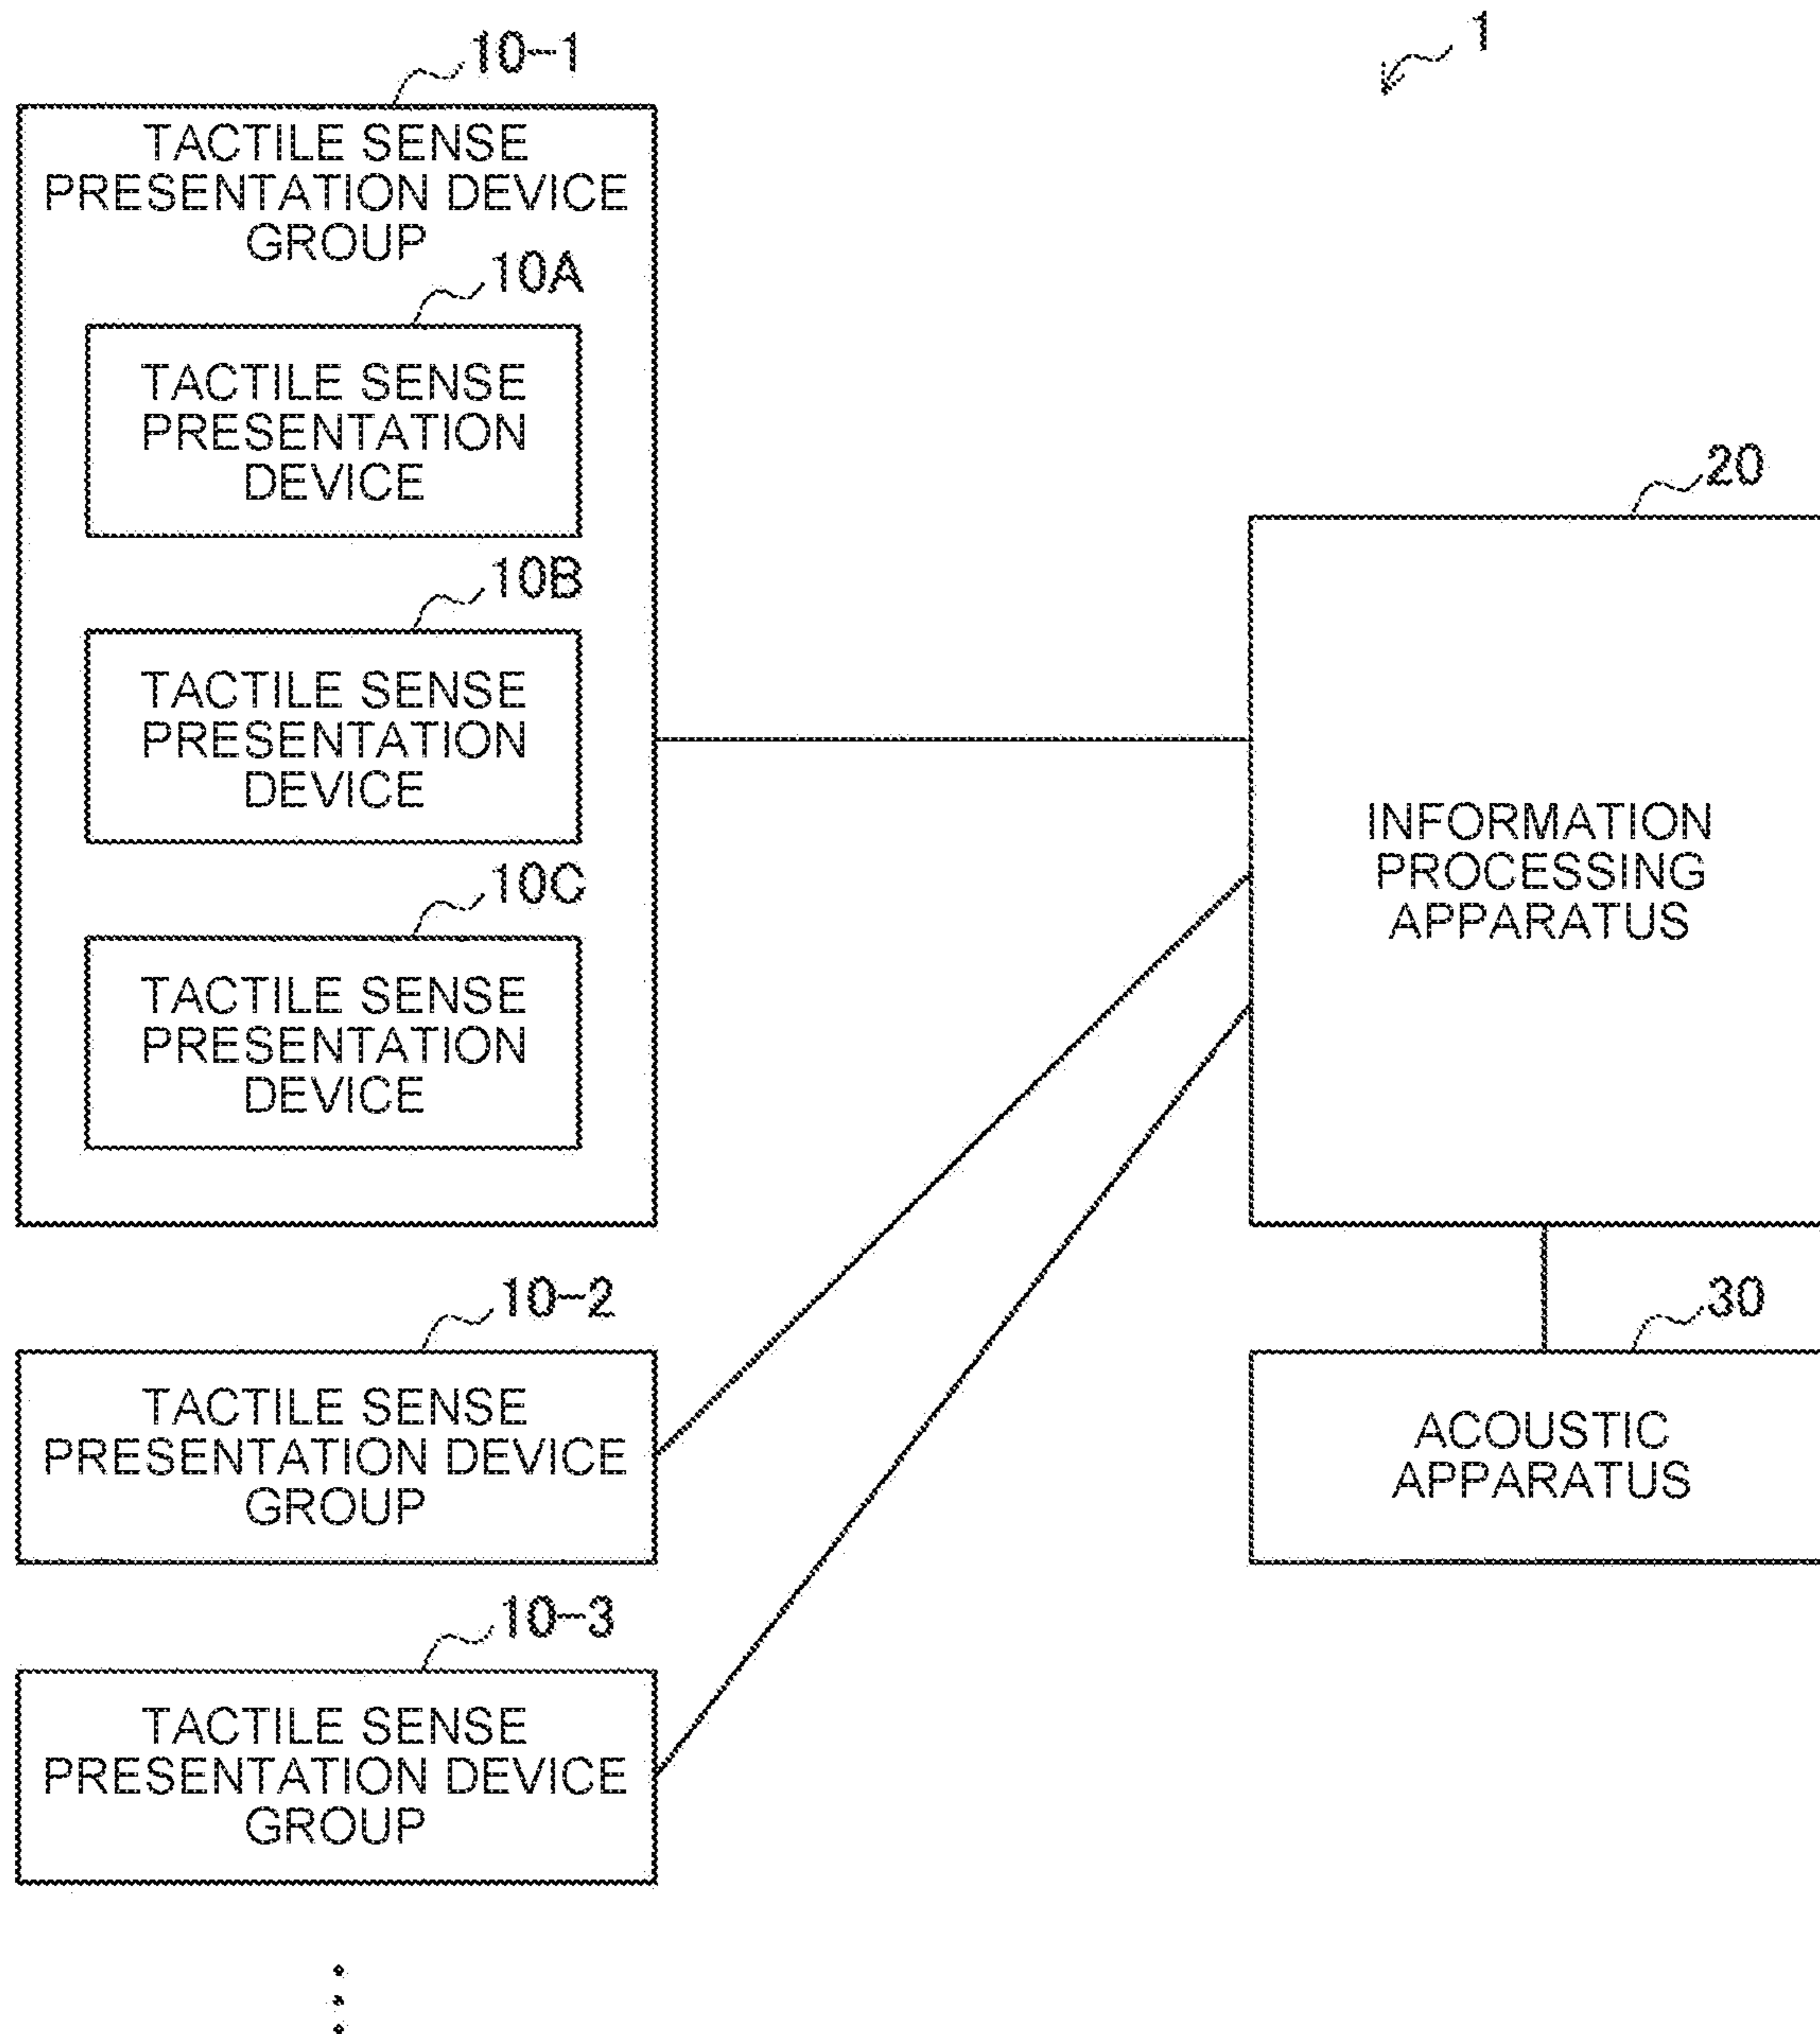 1
10-1
TACTILE SENSE
PRESENTATION DEVICE
GROUP
10A
TACTILE SENSE
PRESENTATION
DEVICE
10B
TACTILE SENSE
PRESENTATION
DEVICE
10C
TACTILE SENSE
PRESENTATION
DEVICE
20
INFORMATION
PROCESSING
APPARATUS
10-2
TACTILE SENSE
PRESENTATION DEVICE
GROUP
30
ACOUSTIC
APPARATUS
10-3
TACTILE SENSE
PRESENTATION DEVICE
GROUP